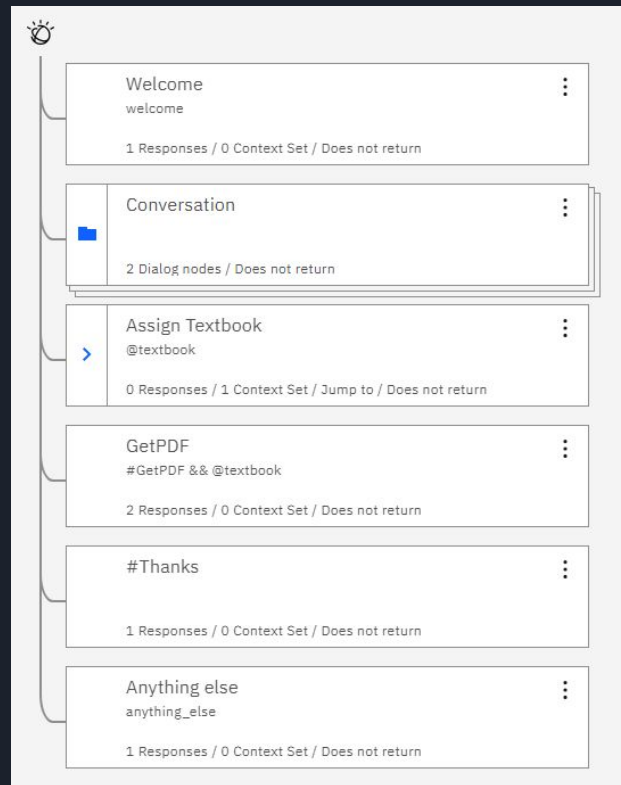 Welcome
welcome
1 Responses / 0 Context Set / Does not return
Conversation
2 Dialog nodes / Does not return
Assign Textbook
@textbook
0 Responses / 1 Context Set / Jump to / Does not return
GetPDF
#GetPDF && @textbook
2 Responses / 0 Context Set / Does not return
#Thanks
1 Responses / 0 Context Set / Does not return
Anything else
anything_else
1 Responses / 0 Context Set / Does not return